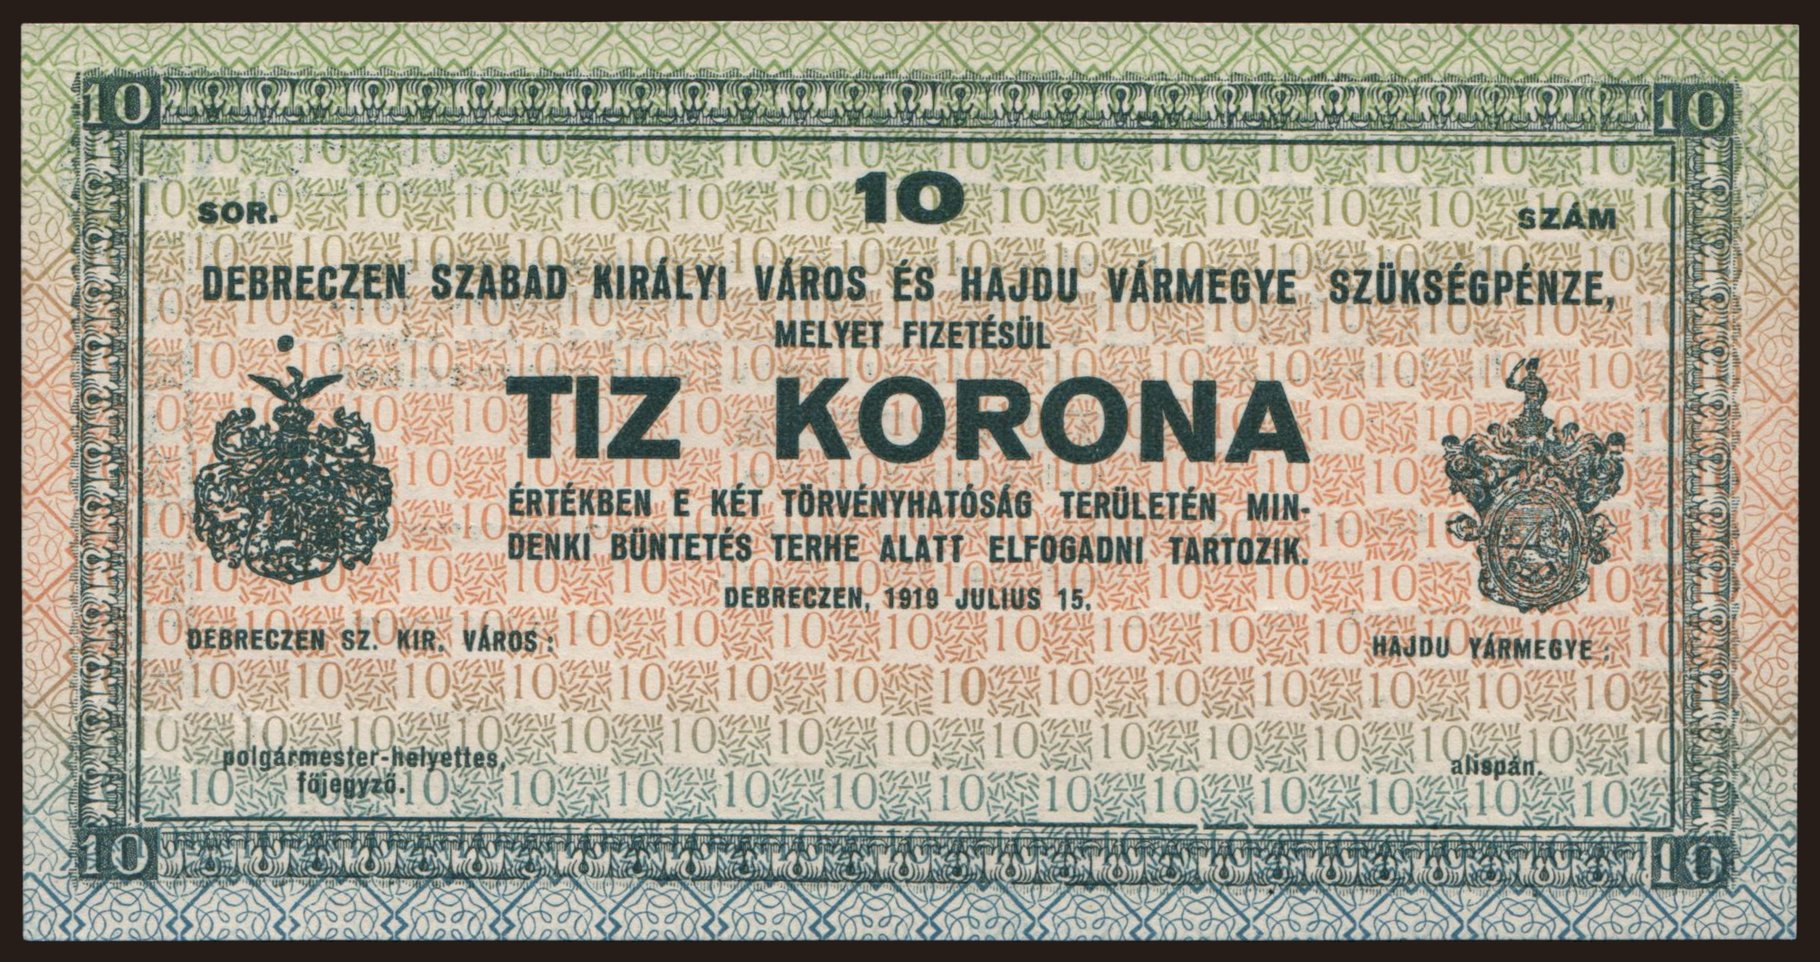 10 10
10
SOR. SZÁM
DEBRECZEN SZABAD KIRÁLYI VÁROS ÉS HAJDU VÁRMEGYE SZÜKSÉGPÉNZE,
MELYET FIZETÉSÜL
TIZ KORONA
ÉRTÉKBEN E KÉT TÖRVÉNYHATÓSÁG TERÜLETÉN MIN-
DENKI BÜNTETÉS TERHE ALATT ELFOGADNI TARTOZIK.
DEBRECZEN, 1919 JULIUS 15.
DEBRECZEN SZ. KIR. VÁROS: HAJDU VÁRMEGYE:
polgármester-helyettes, alispán.
főjegyző.
10 10